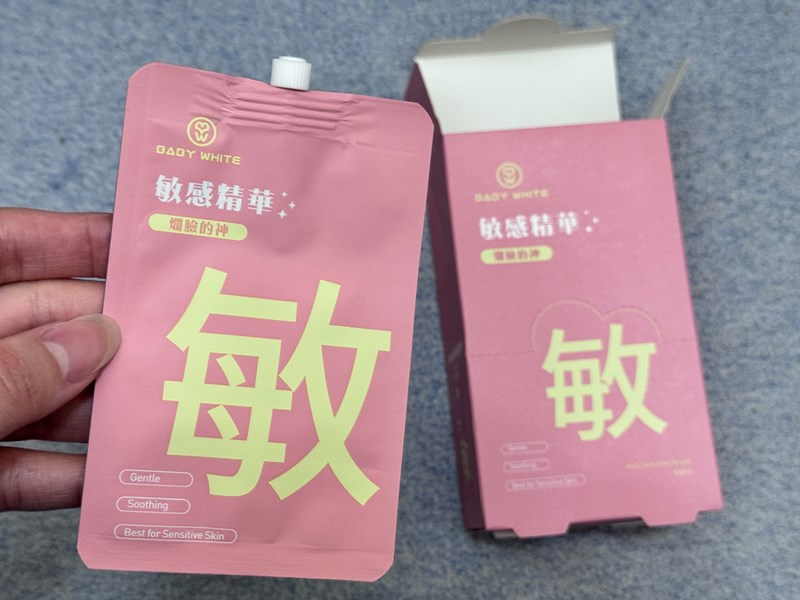 BABY WHITE
敏感精華
爛臉的神
敏
Gentle
Soothing
Best for Sensitive Skin
BABY WHITE
敏感精華
爛臉的神
敏
Gentle
Soothing
Best for Sensitive Skin